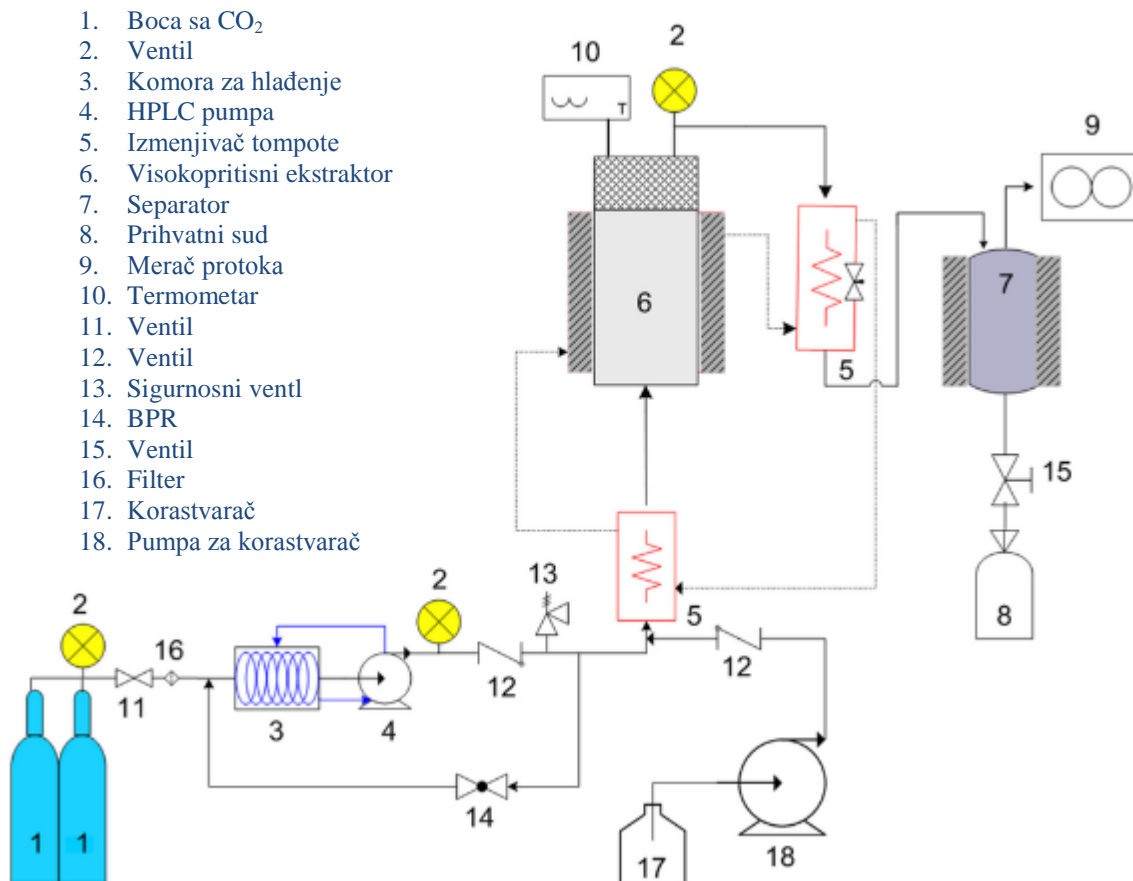 1. Boca sa CO₂
2. Ventil
3. Komora za hlađenje
4. HPLC pumpa
5. Izmenjivač tompote
6. Visokopritisni ekstraktor
7. Separator
8. Prihvatni sud
9. Merač protoka
10. Termometar
11. Ventil
12. Ventil
13. Sigurnosni ventl
14. BPR
15. Ventil
16. Filter
17. Korastvarač
18. Pumpa za korastvarač
10
2
9
T
6
7
5
15
8
2
13
2
16
5
12
12
11
3
4
14
1
1
17
18